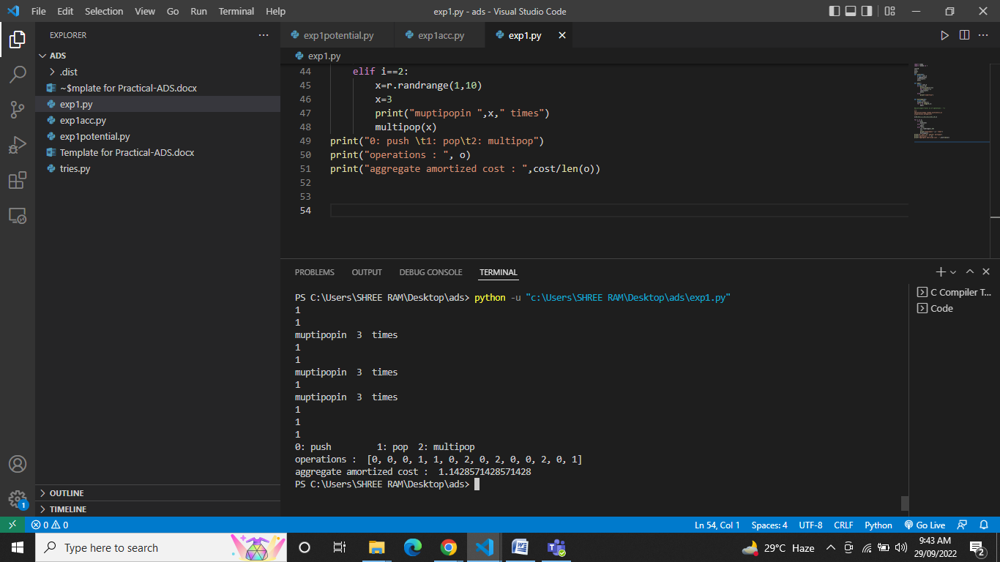 File Edit Selection View Go Run Terminal Help
exp1.py - ads - Visual Studio Code
EXPLORER
ADS
.dist
~$mplate for Practical-ADS.docx
exp1.py
exp1acc.py
exp1potential.py
Template for Practical-ADS.docx
tries.py
OUTLINE
TIMELINE
exp1potential.py
exp1acc.py
exp1.py
exp1.py
44 elif i==2:
45 x=r.randrange(1,10)
46 x=3
47 print("muptipopin ",x," times")
48 multipop(x)
49 print("0: push \t1: pop\t2: multipop")
50 print("operations : ", o)
51 print("aggregate amortized cost : ",cost/len(o))
52
53
54
PROBLEMS OUTPUT DEBUG CONSOLE TERMINAL
PS C:\Users\SHREE RAM\Desktop\ads> python -u "c:\Users\SHREE RAM\Desktop\ads\exp1.py"
1
1
muptipopin  3  times
1
1
muptipopin  3  times
1
muptipopin  3  times
1
1
1
0: push         1: pop  2: multipop
operations :  [0, 0, 0, 1, 1, 0, 2, 0, 2, 0, 0, 2, 0, 1]
aggregate amortized cost :  1.1428571428571428
PS C:\Users\SHREE RAM\Desktop\ads>
C Compiler T...
Code
1
0 0
Ln 54, Col 1 Spaces: 4 UTF-8 CRLF Python Go Live
Type here to search
29°C Haze
9:43 AM
29/09/2022
2